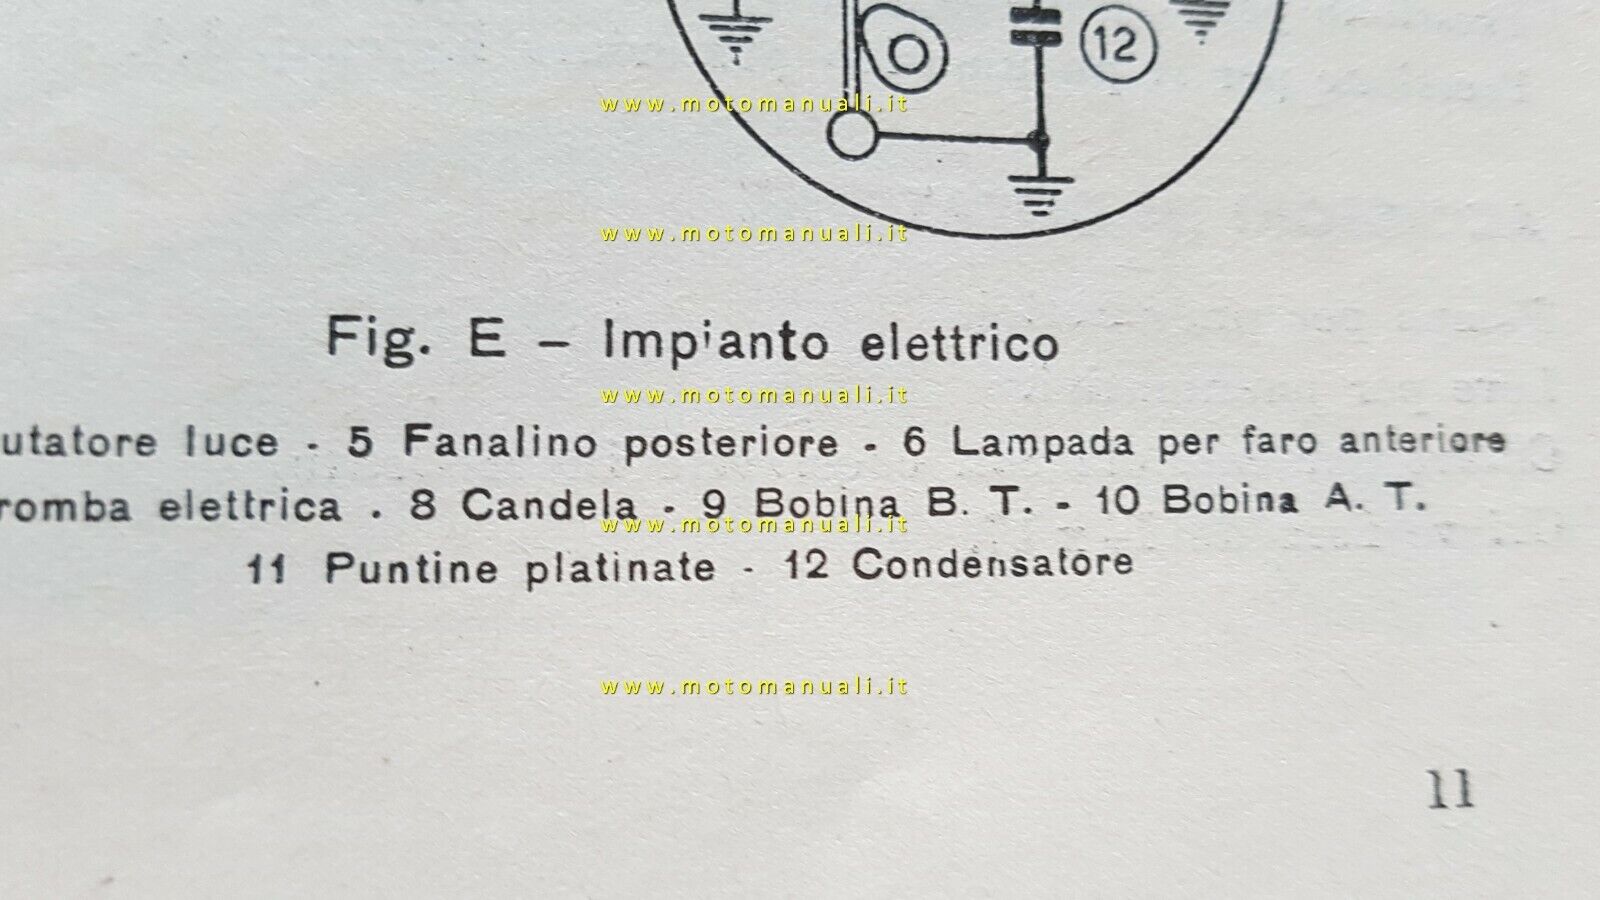 12
www.motomanuali.it
www.motomanuali.it
Fig. E - Impianto elettrico
www.motomanuali.it
utatore luce - 5 Fanalino posteriore - 6 Lampada per faro anteriore
romba elettrica . 8 Candela - 9 Bobina B. T. - 10 Bobina A. T.
www.motomanuali.it
11 Puntine platinate - 12 Condensatore
www.motomanuali.it
11